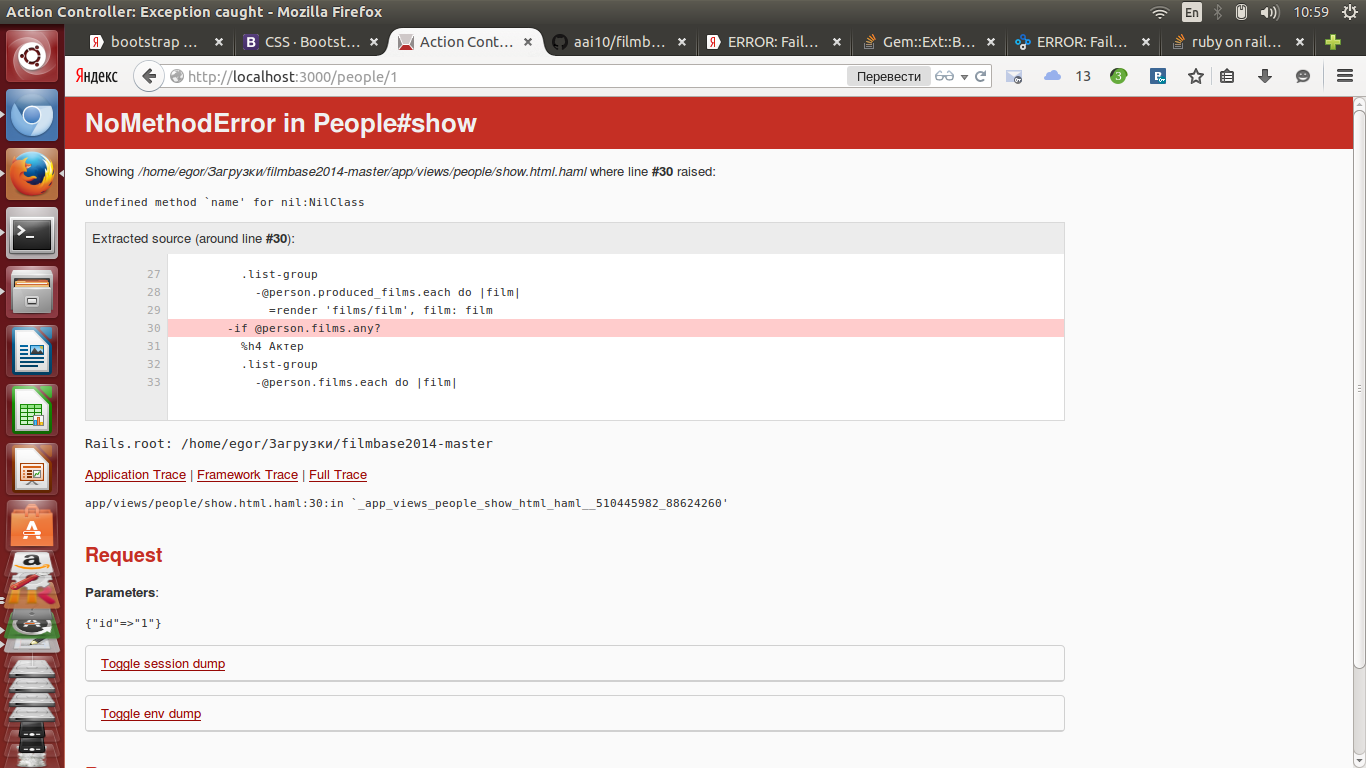 Action Controller: Exception caught - Mozilla Firefox
En
10:59
bootstrap ...
CSS · Bootst...
Action Cont...
aai10/filmb...
ERROR: Fail...
Gem::Ext::B...
ERROR: Fail...
ruby on rail...
Яндекс
http://localhost:3000/people/1
Перевести
13
3
NoMethodError in People#show
Showing /home/egor/Загрузки/filmbase2014-master/app/views/people/show.html.haml where line #30 raised:
undefined method `name' for nil:NilClass
Extracted source (around line #30):
27 .list-group
28 -@person.produced_films.each do |film|
29 =render 'films/film', film: film
30 -if @person.films.any?
31 %h4 Актер
32 .list-group
33 -@person.films.each do |film|
Rails.root: /home/egor/Загрузки/filmbase2014-master
Application Trace | Framework Trace | Full Trace
app/views/people/show.html.haml:30:in `_app_views_people_show_html_haml__510445982_88624260'
Request
Parameters:
{"id"=>"1"}
Toggle session dump
Toggle env dump